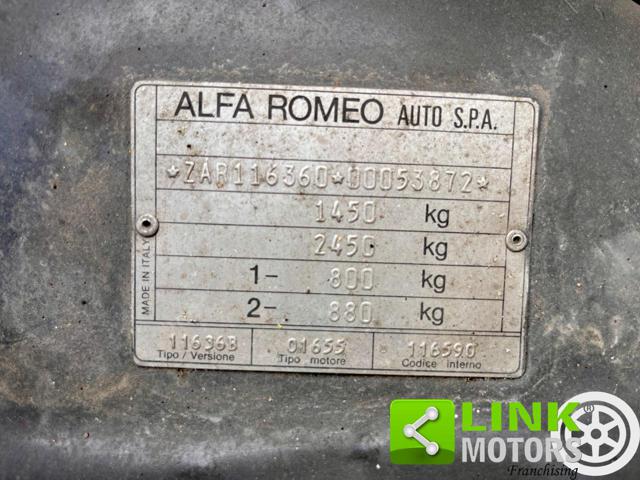 ALFA ROMEO AUTO S.P.A.
*ZAR116360*00053872*
1450 kg
2450 kg
1- 800 kg
2- 880 kg
MADE IN ITALY
11636B 01655 116590
Tipo / Versione Tipo motore Codice interno
LINK
MOTORS
Franchising
®